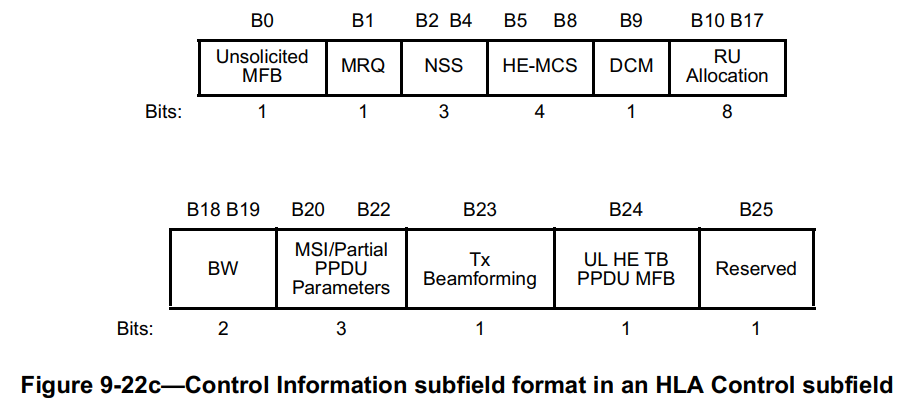 B0 B1 B2 B4 B5 B8 B9 B10 B17
Unsolicited MFB MRQ NSS HE-MCS DCM RU Allocation
Bits: 1 1 3 4 1 8
B18 B19 B20 B22 B23 B24 B25
BW MSI/Partial PPDU Parameters Tx Beamforming UL HE TB PPDU MFB Reserved
Bits: 2 3 1 1 1
Figure 9-22c—Control Information subfield format in an HLA Control subfield